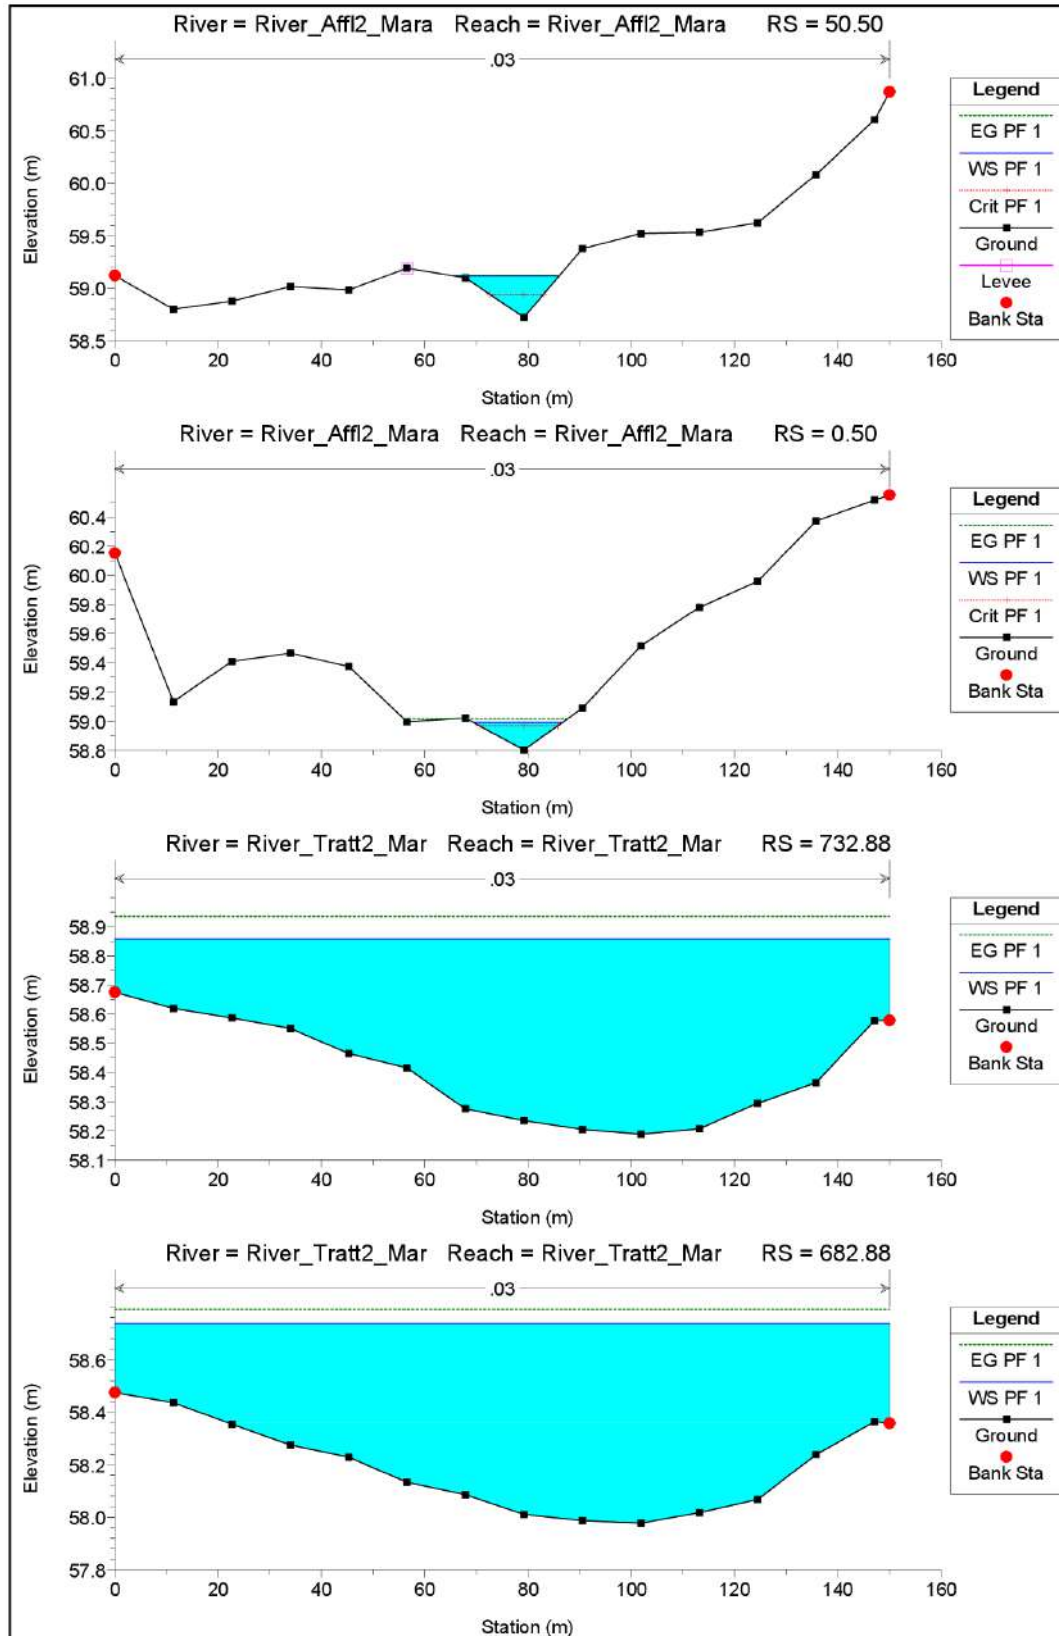 River = River_Affl2_Mara Reach = River_Affl2_Mara RS = 50.50
.03
Legend
EG PF 1
WS PF 1
Crit PF 1
Ground
Levee
Bank Sta
61.0
60.5
60.0
59.5
59.0
58.5
Elevation (m)
0 20 40 60 80 100 120 140 160
Station (m)
River = River_Affl2_Mara Reach = River_Affl2_Mara RS = 0.50
.03
Legend
EG PF 1
WS PF 1
Crit PF 1
Ground
Bank Sta
60.4
60.2
60.0
59.8
59.6
59.4
59.2
59.0
58.8
Elevation (m)
0 20 40 60 80 100 120 140 160
Station (m)
River = River_Tratt2_Mar Reach = River_Tratt2_Mar RS = 732.88
.03
Legend
EG PF 1
WS PF 1
Ground
Bank Sta
58.9
58.8
58.7
58.6
58.5
58.4
58.3
58.2
58.1
Elevation (m)
0 20 40 60 80 100 120 140 160
Station (m)
River = River_Tratt2_Mar Reach = River_Tratt2_Mar RS = 682.88
.03
Legend
EG PF 1
WS PF 1
Ground
Bank Sta
58.6
58.4
58.2
58.0
57.8
Elevation (m)
0 20 40 60 80 100 120 140 160
Station (m)